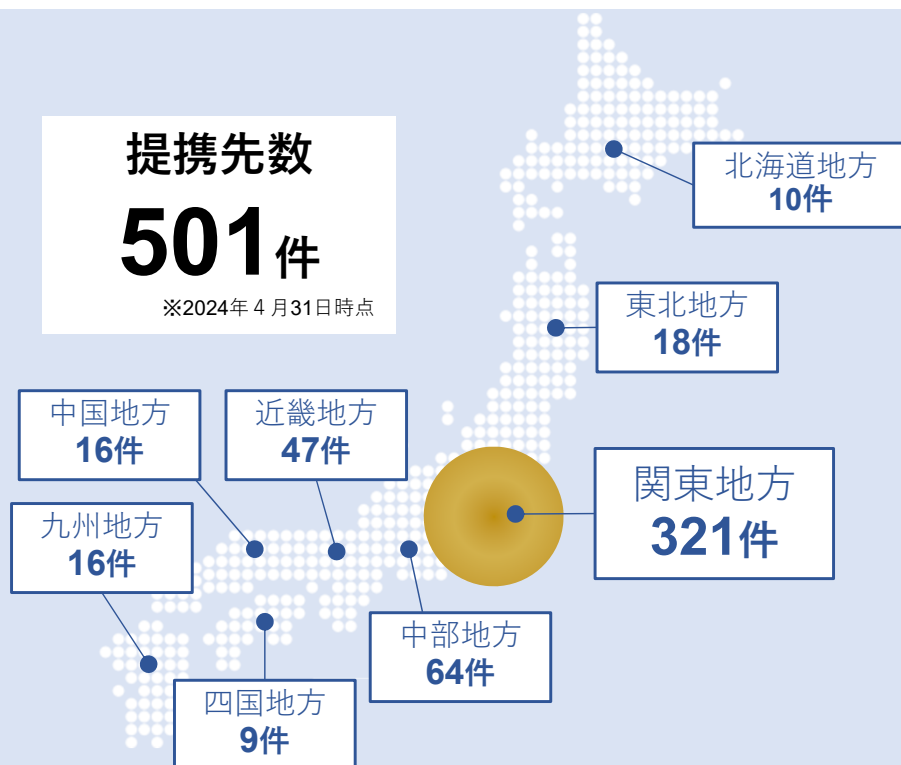 提携先数
501件
※2024年４月31日時点
北海道地方
10件
東北地方
18件
中国地方
16件
近畿地方
47件
関東地方
321件
九州地方
16件
中部地方
64件
四国地方
9件